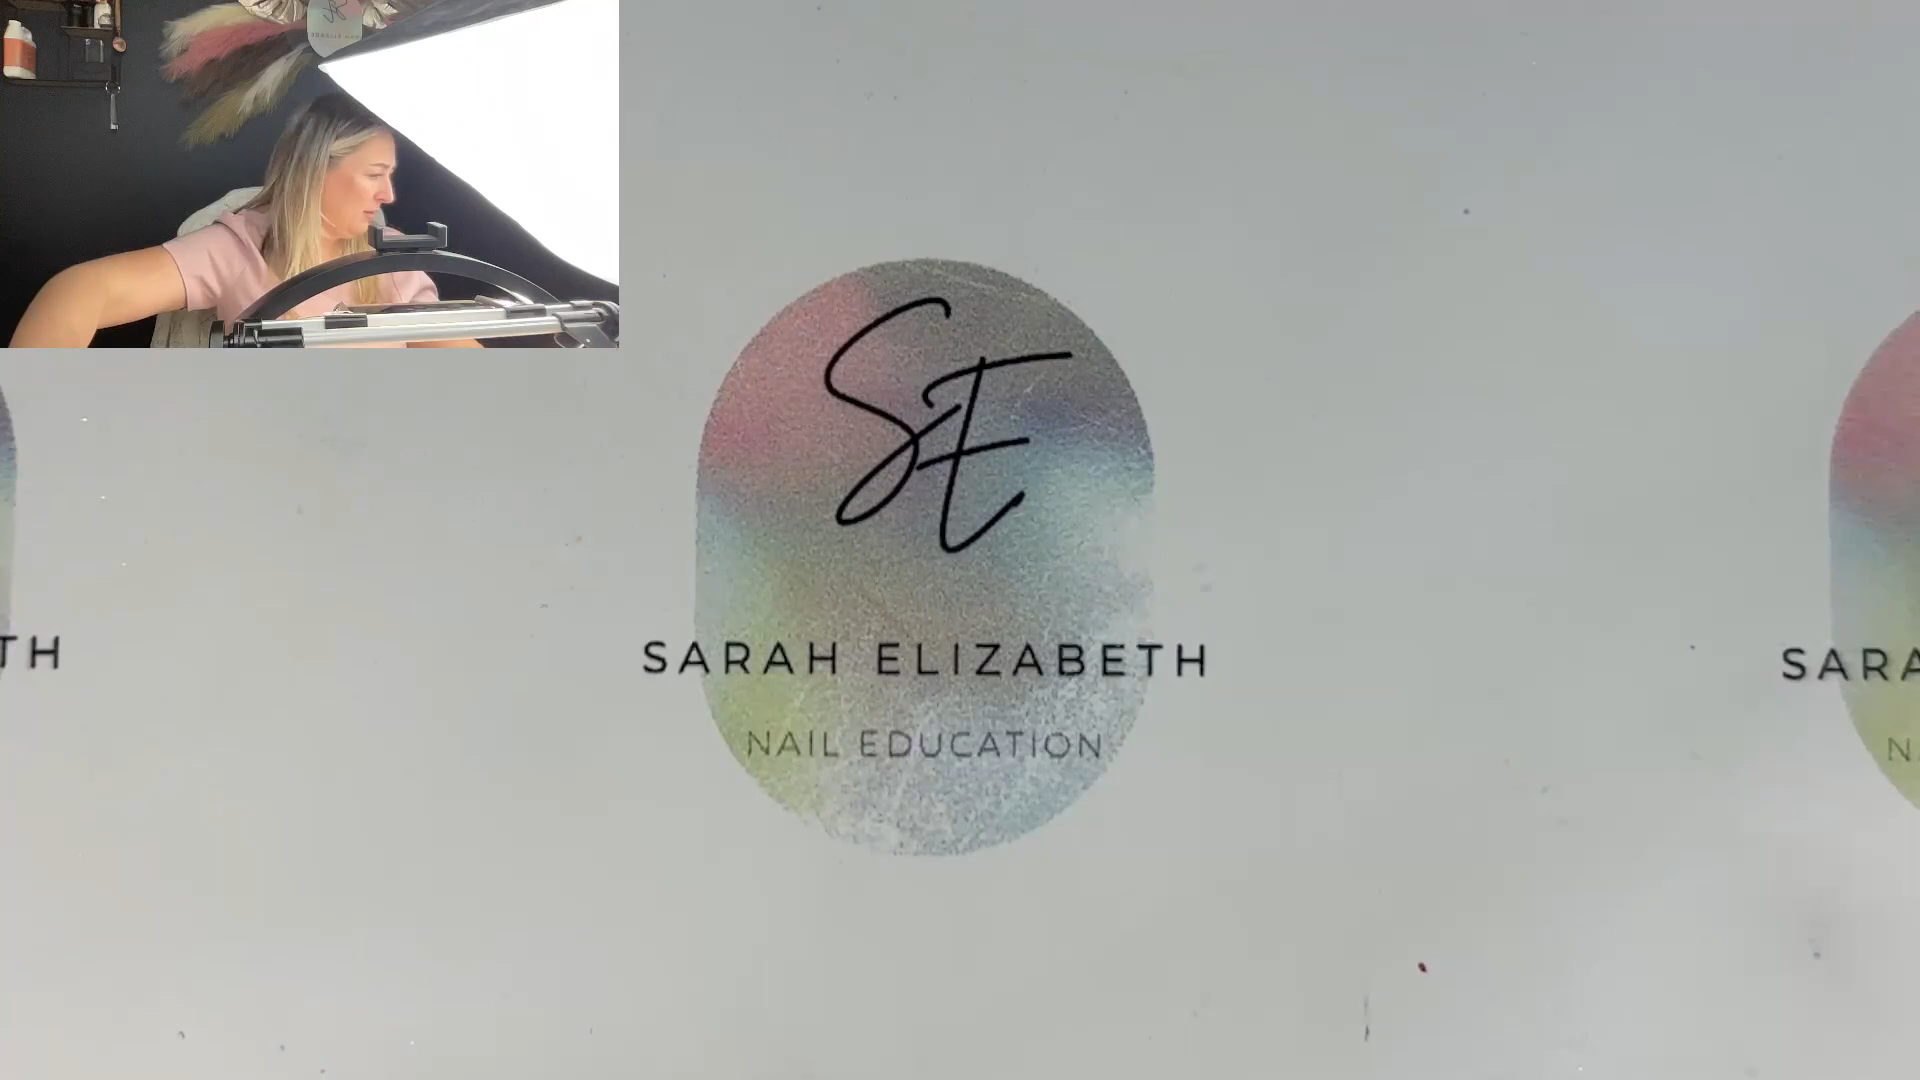 SE
SARAH ELIZABETH
NAIL EDUCATION
TH
SARA
N